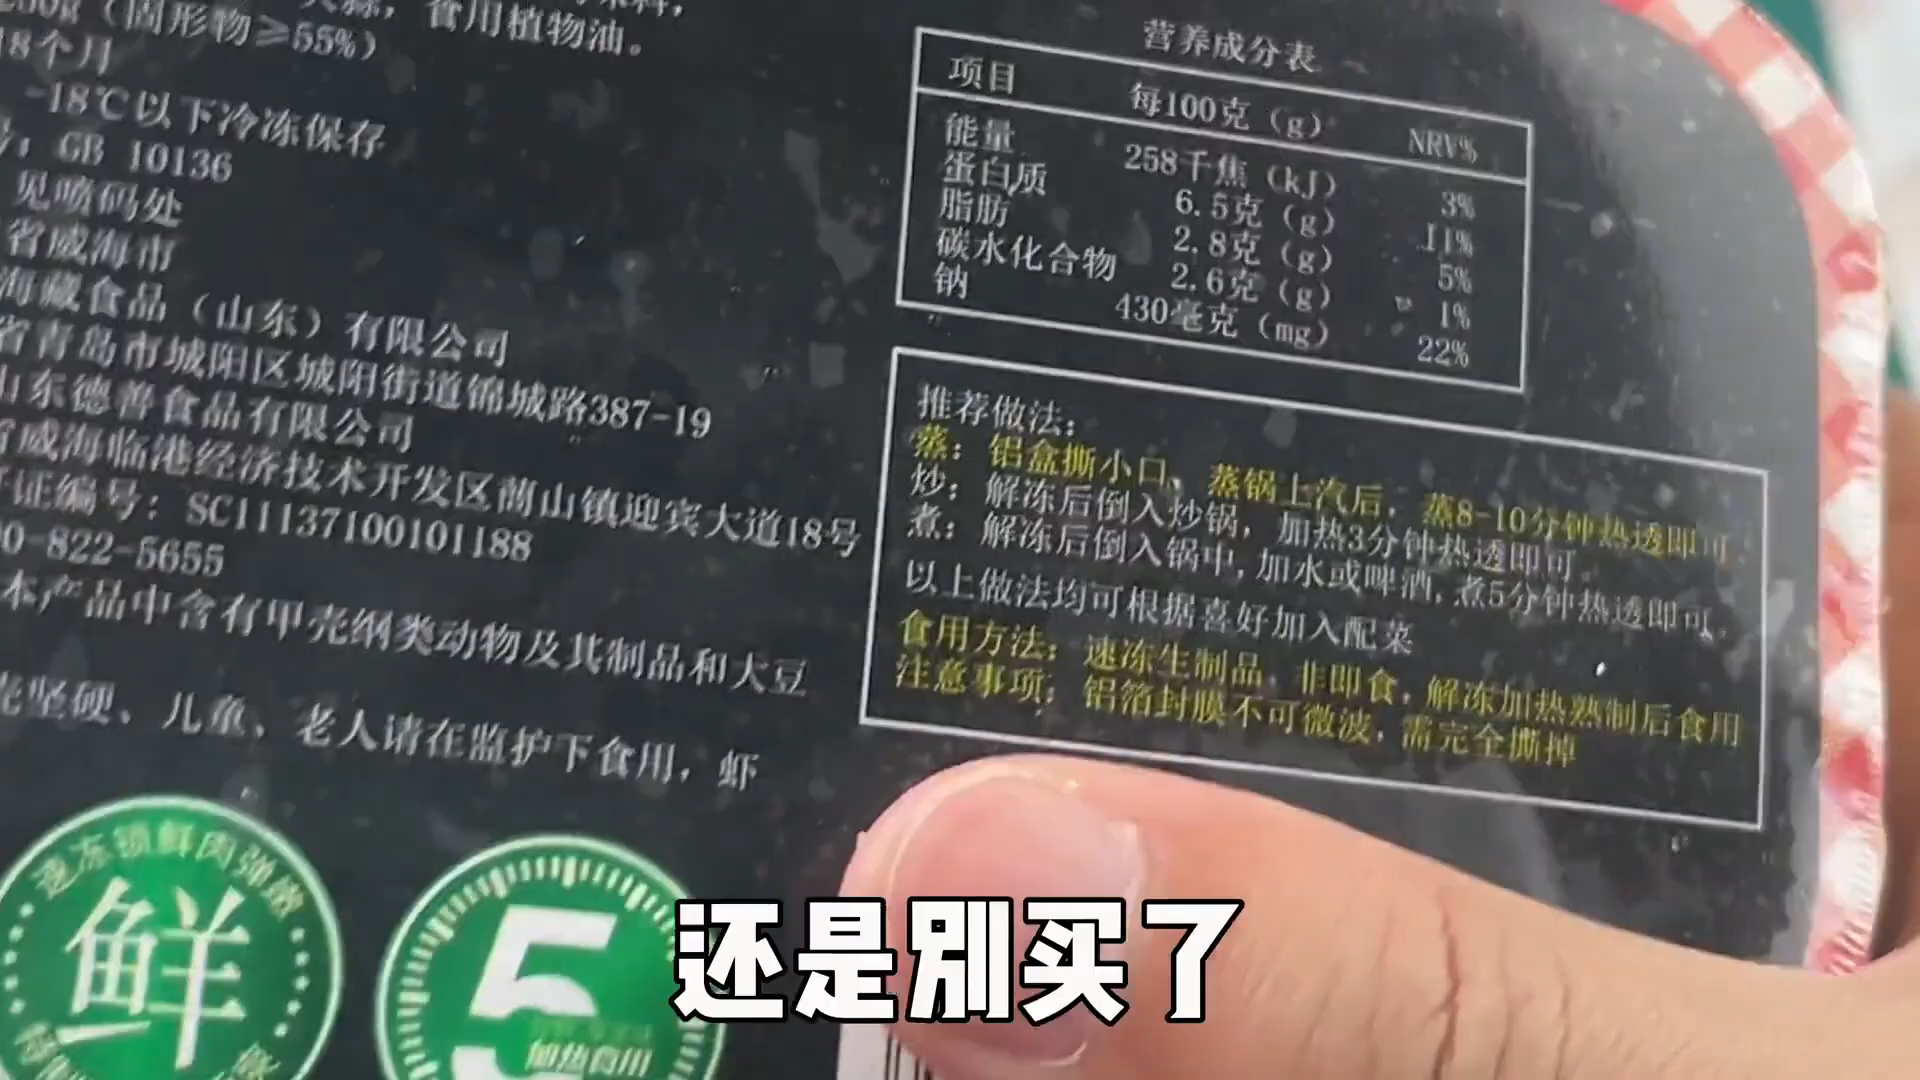 食用植物油。
(固形物≥55%)
18个月
-18℃以下冷冻保存
GB 10136
见喷码处
省威海市
海藏食品(山东)有限公司
省青岛市城阳区城阳街道锦城路387-19
山东德善食品有限公司
省威海临港经济技术开发区蔄山镇迎宾大道18号
证编号:SC11137100101188
0-822-5655
本产品中含有甲壳纲类动物及其制品和大豆
壳坚硬、儿童、老人请在监护下食用,虾
营养成分表
项目 每100克(g) NRV%
能量 258千焦(kJ) 3%
蛋白质 6.5克(g) 11%
脂肪 2.8克(g) 5%
碳水化合物 2.6克(g) 1%
钠 430毫克(mg) 22%
推荐做法:
蒸:铝盒撕小口、蒸锅上汽后,蒸8-10分钟热透即可。
炒:解冻后倒入炒锅,加热3分钟热透即可。
煮:解冻后倒入锅中,加水或啤酒,煮5分钟热透即可。
以上做法均可根据喜好加入配菜
食用方法:速冻生制品,非即食,解冻加热熟制后食用
注意事项:铝箔封膜不可微波,需完全撕掉
速冻锁鲜肉弹嫩
鲜
5
加热食用
还是别买了